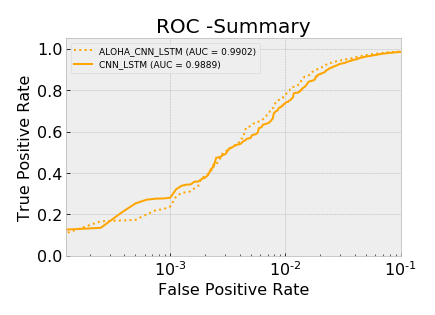 ROC -Summary
ALOHA_CNN_LSTM (AUC = 0.9902)
CNN_LSTM (AUC = 0.9889)
True Positive Rate
1.0
0.8
0.6
0.4
0.2
0.0
10⁻³
10⁻²
10⁻¹
False Positive Rate